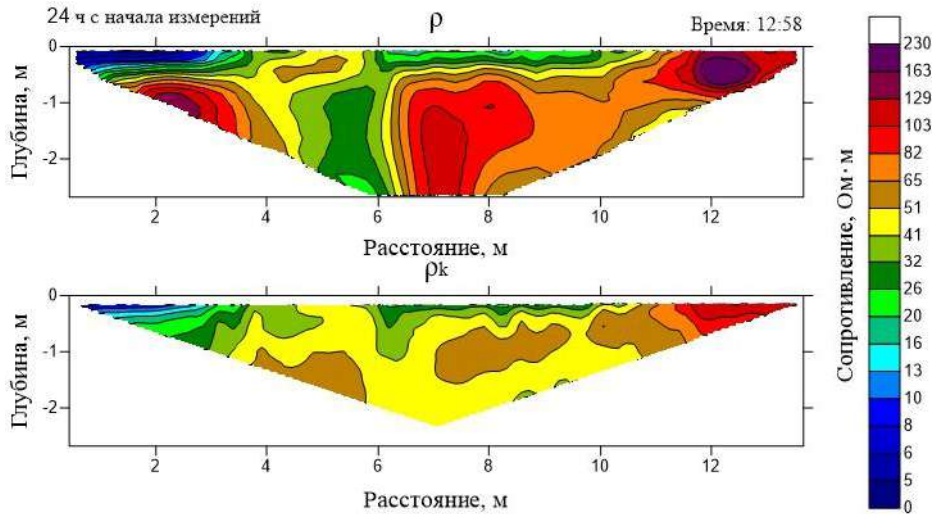 24 ч с начала измерений
ρ
Время: 12:58
0
-1
-2
Глубина, м
2 4 6 8 10 12
Расстояние, м
ρk
0
-1
-2
Глубина, м
2 4 6 8 10 12
Расстояние, м
Сопротивление, Ом·м
230
163
129
103
82
65
51
41
32
26
20
16
13
10
8
6
5
0